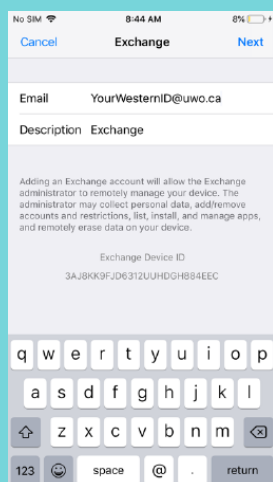 No SIM 8:44 AM 8%
Cancel Exchange Next
Email YourWesternID@uwo.ca
Description Exchange
Adding an Exchange account will allow the Exchange
administrator to remotely manage your device. The
administrator may collect personal data, add/remove
accounts and restrictions, list, install, and manage apps,
and remotely erase data on your device.
Exchange Device ID
3AJ8KK9FJD6312UUHDGH884EEC
q w e r t y u i o p
a s d f g h j k l
z x c v b n m
123 space @ . return